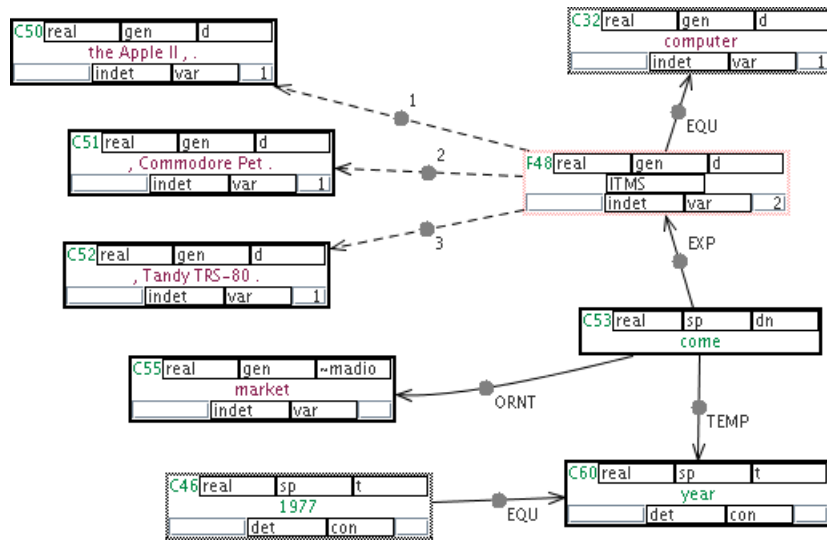 C50 real gen d
the Apple II , .
indet var 1
C32 real gen d
computer
indet var 1
1
EQU
C51 real gen d
, Commodore Pet .
indet var 1
2
F48 real gen d
ITMS
indet var 2
3
C52 real gen d
, Tandy TRS-80 .
indet var 1
EXP
C53 real sp dn
come
C55 real gen ~madio
market
indet var
ORNT
TEMP
C46 real sp t
1977
det con
EQU
C60 real sp t
year
det con